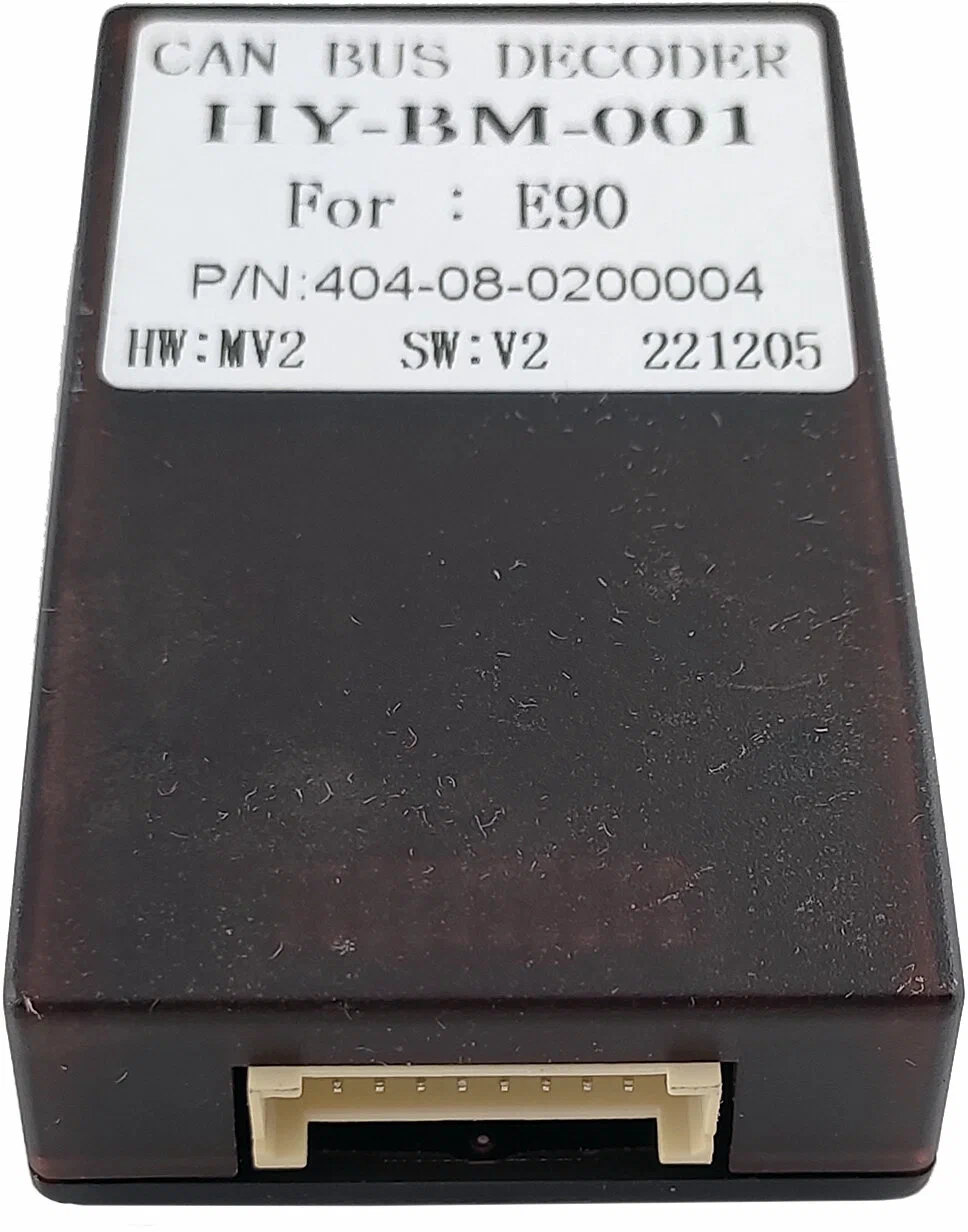 CAN BUS DECODER
HY-BM-001
For : E90
P/N:404-08-0200004
HW:MV2 SW:V2 221205